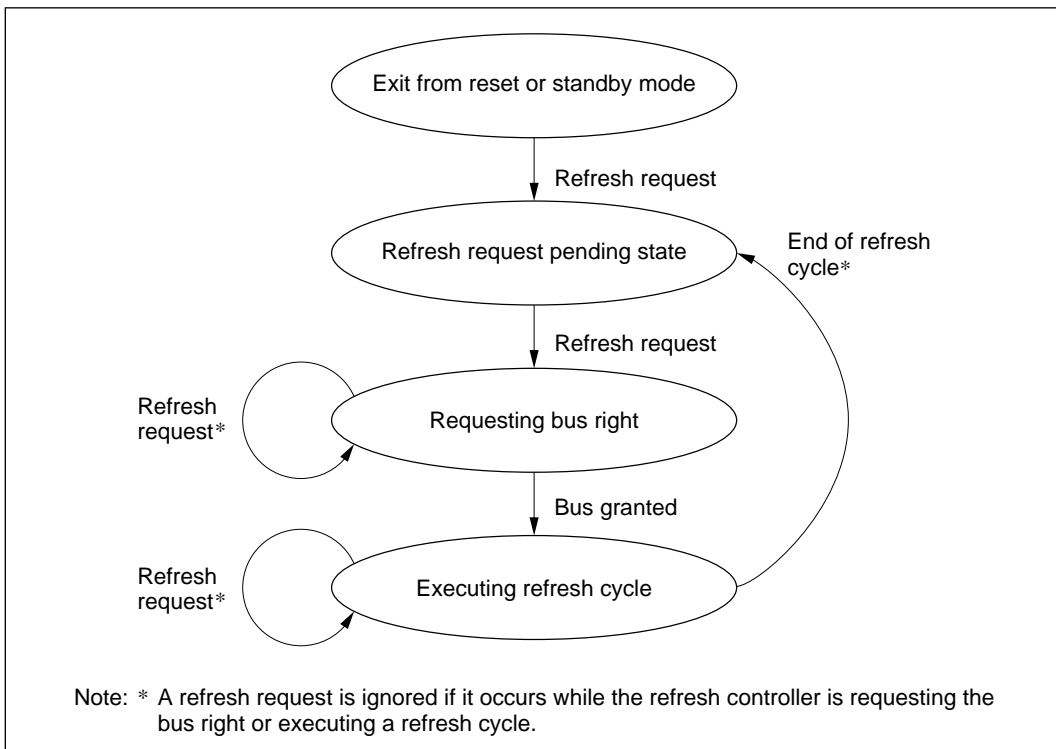 Exit from reset or standby mode
Refresh request
Refresh request pending state
End of refresh
cycle*
Refresh request
Refresh
request*
Requesting bus right
Bus granted
Refresh
request*
Executing refresh cycle
Note: * A refresh request is ignored if it occurs while the refresh controller is requesting the
bus right or executing a refresh cycle.